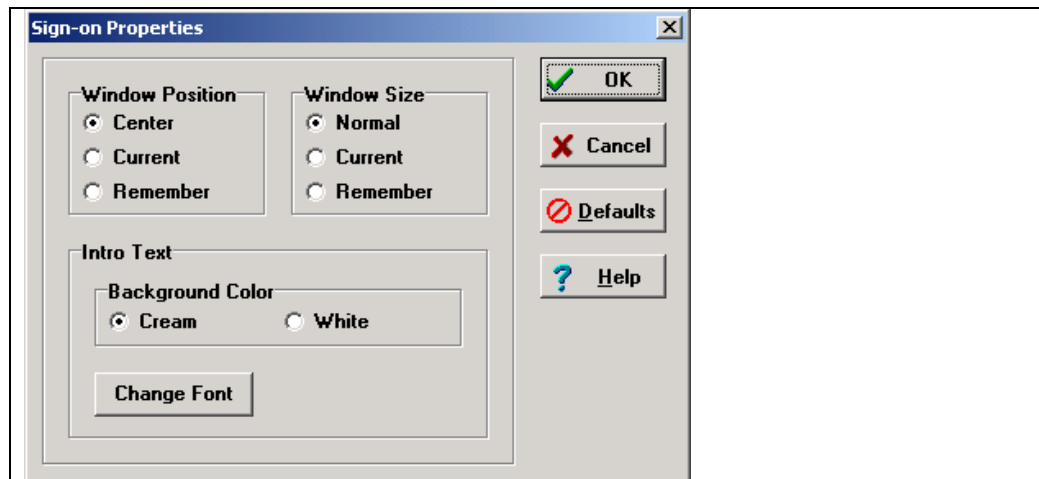 Sign-on Properties
Window Position
Center
Current
Remember
Window Size
Normal
Current
Remember
Intro Text
Background Color
Cream
White
Change Font
OK
Cancel
Defaults
Help